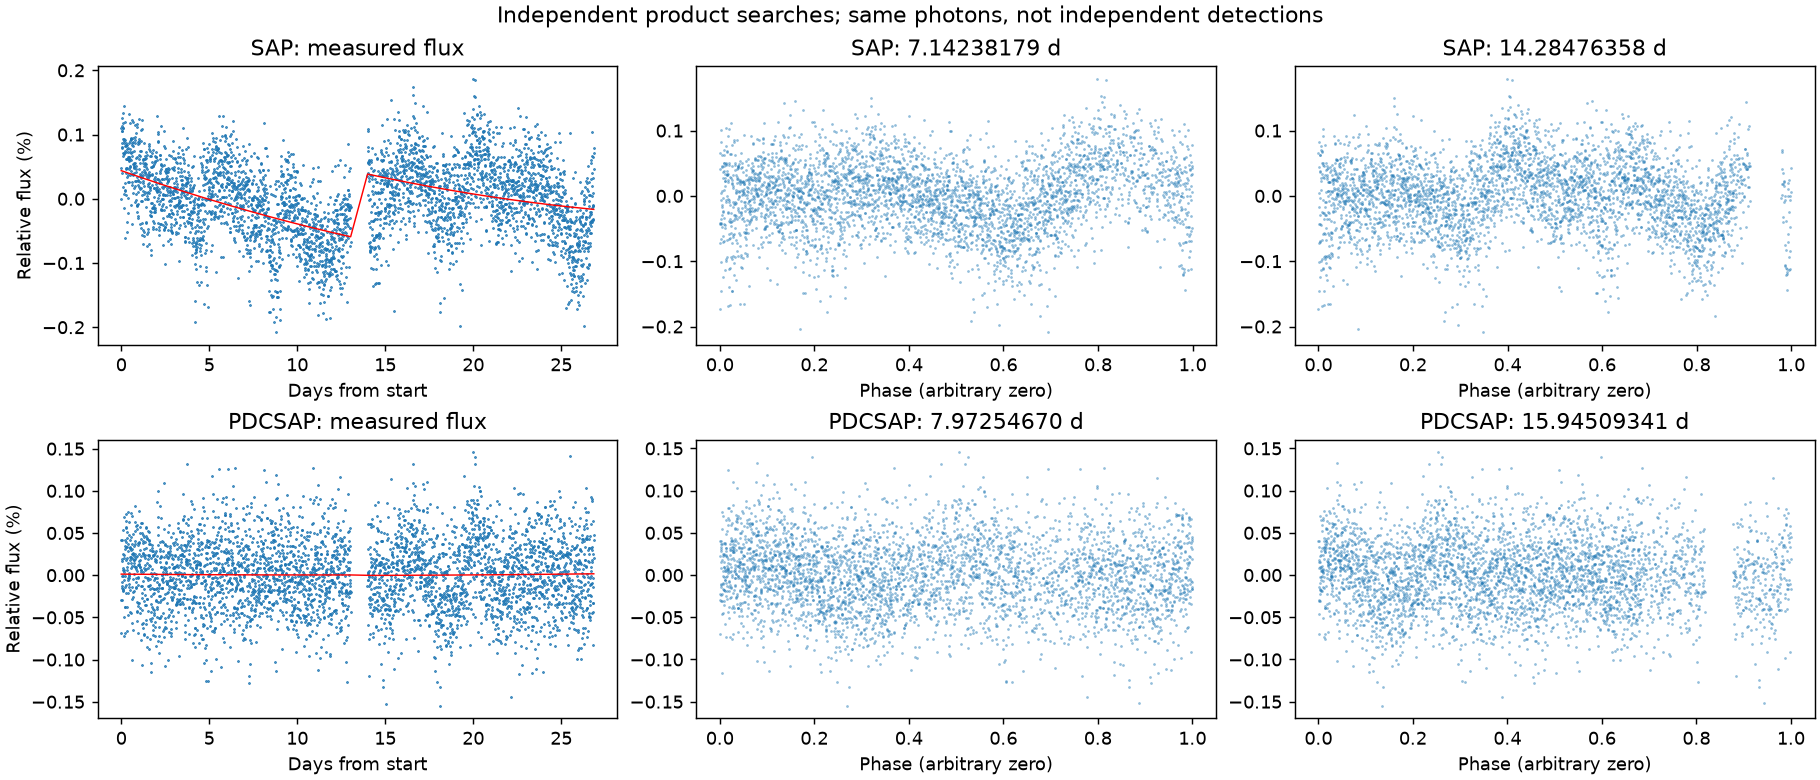 Independent product searches; same photons, not independent detections
SAP: measured flux
SAP: 7.14238179 d
SAP: 14.28476358 d
Relative flux (%)
0.2
0.1
0.0
−0.1
−0.2
0 5 10 15 20 25
Days from start
0.1
0.0
−0.1
−0.2
0.0 0.2 0.4 0.6 0.8 1.0
Phase (arbitrary zero)
0.1
0.0
−0.1
−0.2
0.0 0.2 0.4 0.6 0.8 1.0
Phase (arbitrary zero)
PDCSAP: measured flux
PDCSAP: 7.97254670 d
PDCSAP: 15.94509341 d
Relative flux (%)
0.15
0.10
0.05
0.00
−0.05
−0.10
−0.15
0 5 10 15 20 25
Days from start
0.15
0.10
0.05
0.00
−0.05
−0.10
−0.15
0.0 0.2 0.4 0.6 0.8 1.0
Phase (arbitrary zero)
0.15
0.10
0.05
0.00
−0.05
−0.10
−0.15
0.0 0.2 0.4 0.6 0.8 1.0
Phase (arbitrary zero)